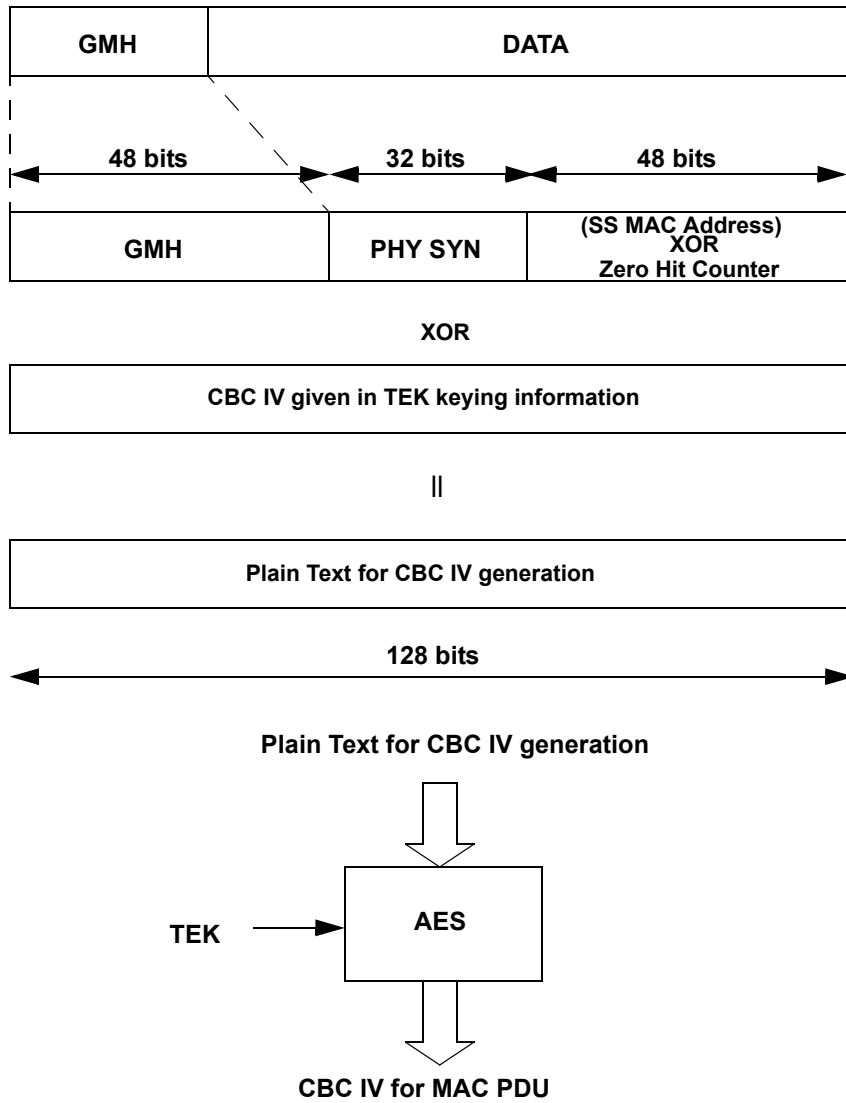 GMH DATA
48 bits 32 bits 48 bits
GMH PHY SYN (SS MAC Address)
XOR
Zero Hit Counter
XOR
CBC IV given in TEK keying information
||
Plain Text for CBC IV generation
128 bits
Plain Text for CBC IV generation
TEK AES
CBC IV for MAC PDU